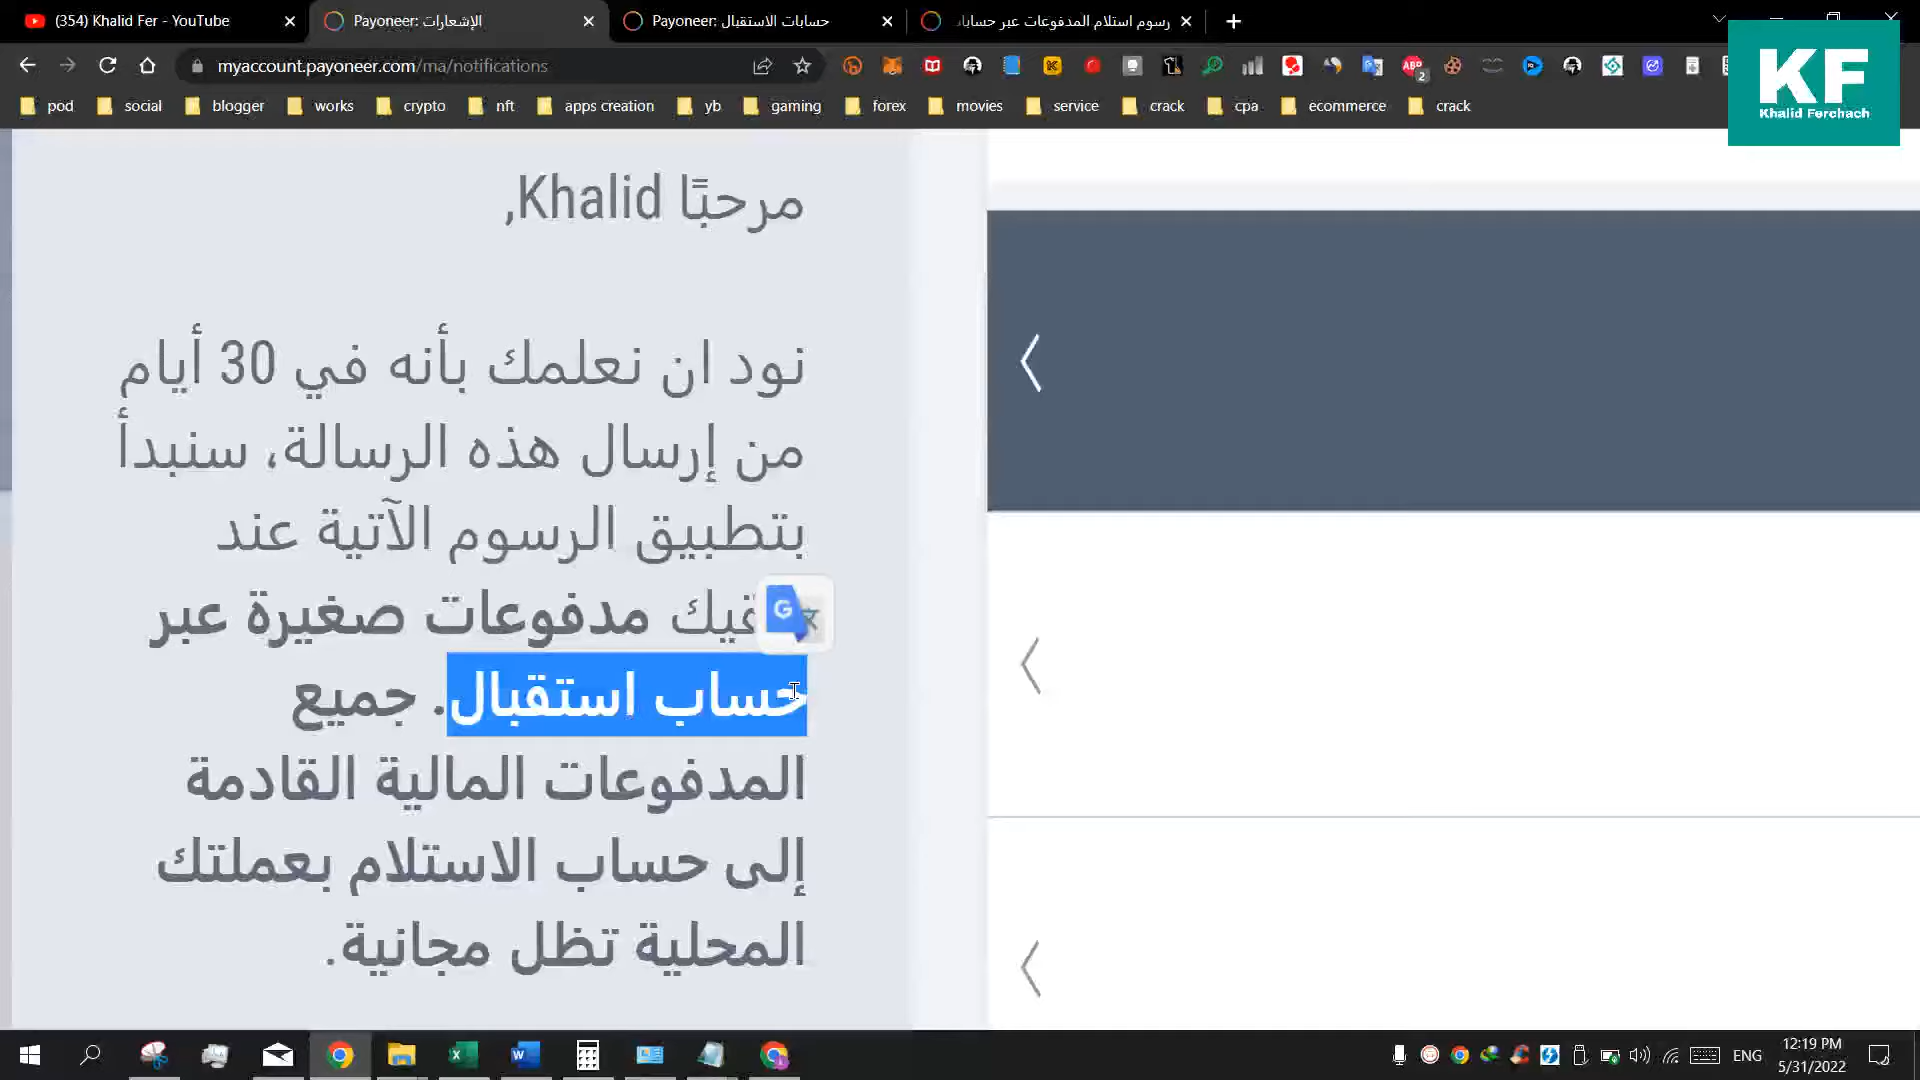 (354) Khalid Fer - YouTube
Payoneer: الإشعارات
Payoneer: حسابات الاستقبال
رسوم استلام المدفوعات عبر حسابات
myaccount.payoneer.com/ma/notifications
ABP
2
pod
social
blogger
works
crypto
nft
apps creation
yb
gaming
forex
movies
service
crack
cpa
ecommerce
crack
KF
Khalid Ferchach
مرحبًا Khalid,
نود ان نعلمك بأنه في 30 أيام
من إرسال هذه الرسالة، سنبدأ
بتطبيق الرسوم الآتية عند
مدفوعات صغيرة عبر
حساب استقبال. جميع
المدفوعات المالية القادمة
إلى حساب الاستلام بعملتك
المحلية تظل مجانية.
ENG
12:19 PM
5/31/2022